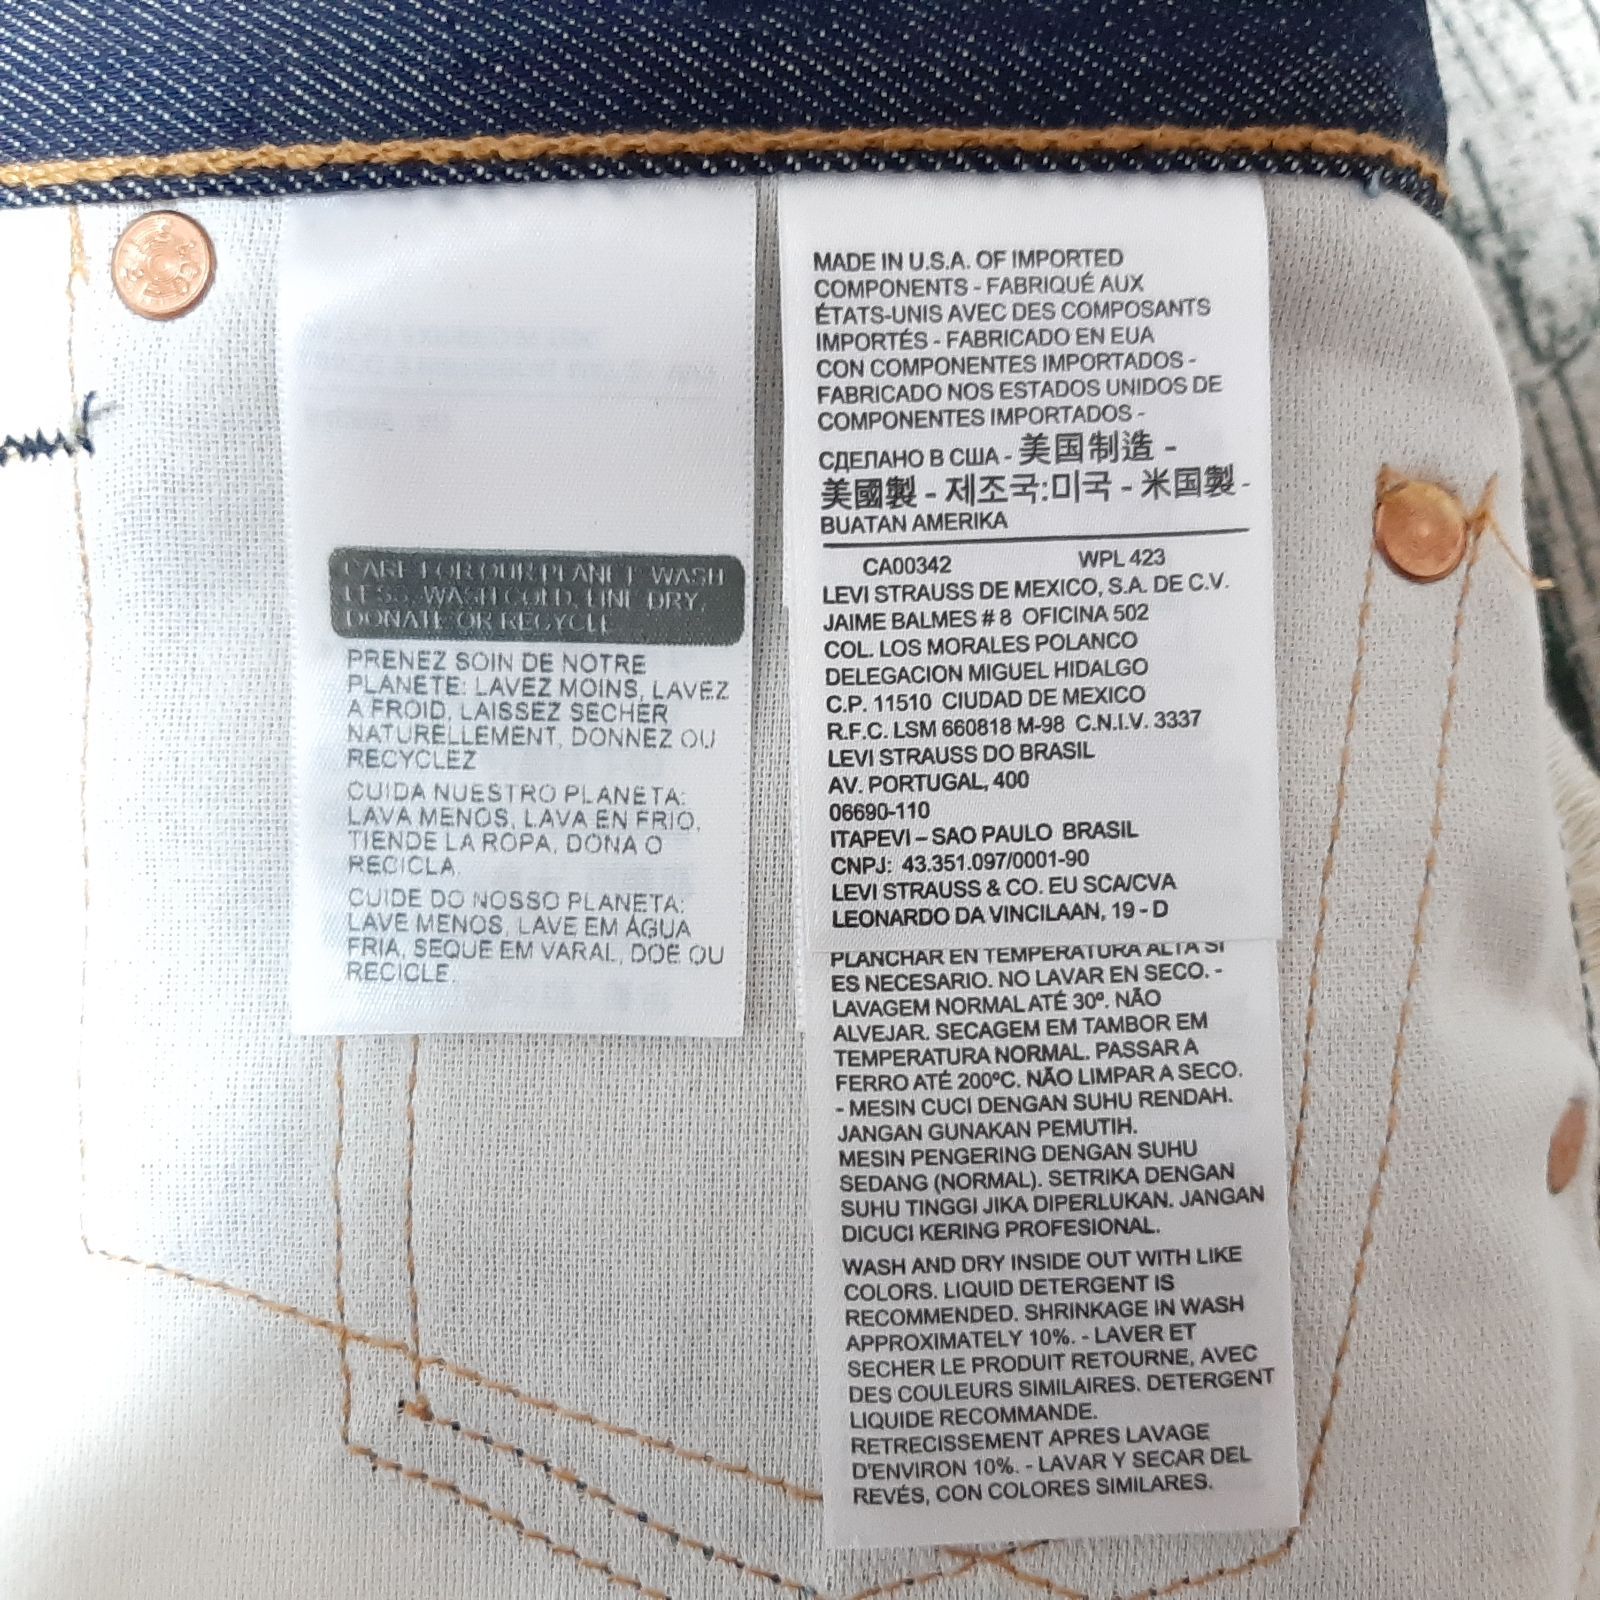 CARE FOR OUR PLANET: WASH
LESS, WASH COLD, LINE DRY,
DONATE OR RECYCLE
PRENEZ SOIN DE NOTRE
PLANETE: LAVEZ MOINS, LAVEZ
A FROID, LAISSEZ SECHER
NATURELLEMENT, DONNEZ OU
RECYCLEZ
CUIDA NUESTRO PLANETA:
LAVA MENOS, LAVA EN FRIO,
TIENDE LA ROPA, DONA O
RECICLA.
CUIDE DO NOSSO PLANETA:
LAVE MENOS, LAVE EM ÁGUA
FRIA, SEQUE EM VARAL, DOE OU
RECICLE.
MADE IN U.S.A. OF IMPORTED
COMPONENTS - FABRIQUÉ AUX
ÉTATS-UNIS AVEC DES COMPOSANTS
IMPORTÉS - FABRICADO EN EUA
CON COMPONENTES IMPORTADOS -
FABRICADO NOS ESTADOS UNIDOS DE
COMPONENTES IMPORTADOS -
СДЕЛАНО В США - 美国制造 -
美國製 - 제조국:미국 - 米国製 -
BUATAN AMERIKA
CA00342 WPL 423
LEVI STRAUSS DE MEXICO, S.A. DE C.V.
JAIME BALMES # 8 OFICINA 502
COL. LOS MORALES POLANCO
DELEGACION MIGUEL HIDALGO
C.P. 11510 CIUDAD DE MEXICO
R.F.C. LSM 660818 M-98 C.N.I.V. 3337
LEVI STRAUSS DO BRASIL
AV. PORTUGAL, 400
06690-110
ITAPEVI – SAO PAULO BRASIL
CNPJ: 43.351.097/0001-90
LEVI STRAUSS & CO. EU SCA/CVA
LEONARDO DA VINCILAAN, 19 - D
PLANCHAR EN TEMPERATURA ALTA SI
ES NECESARIO. NO LAVAR EN SECO. -
LAVAGEM NORMAL ATÉ 30º. NÃO
ALVEJAR. SECAGEM EM TAMBOR EM
TEMPERATURA NORMAL. PASSAR A
FERRO ATÉ 200ºC. NÃO LIMPAR A SECO.
- MESIN CUCI DENGAN SUHU RENDAH.
JANGAN GUNAKAN PEMUTIH.
MESIN PENGERING DENGAN SUHU
SEDANG (NORMAL). SETRIKA DENGAN
SUHU TINGGI JIKA DIPERLUKAN. JANGAN
DICUCI KERING PROFESIONAL.
WASH AND DRY INSIDE OUT WITH LIKE
COLORS. LIQUID DETERGENT IS
RECOMMENDED. SHRINKAGE IN WASH
APPROXIMATELY 10%. - LAVER ET
SECHER LE PRODUIT RETOURNE, AVEC
DES COULEURS SIMILAIRES. DETERGENT
LIQUIDE RECOMMANDE.
RETRECISSEMENT APRES LAVAGE
D'ENVIRON 10%. - LAVAR Y SECAR DEL
REVÉS, CON COLORES SIMILARES.